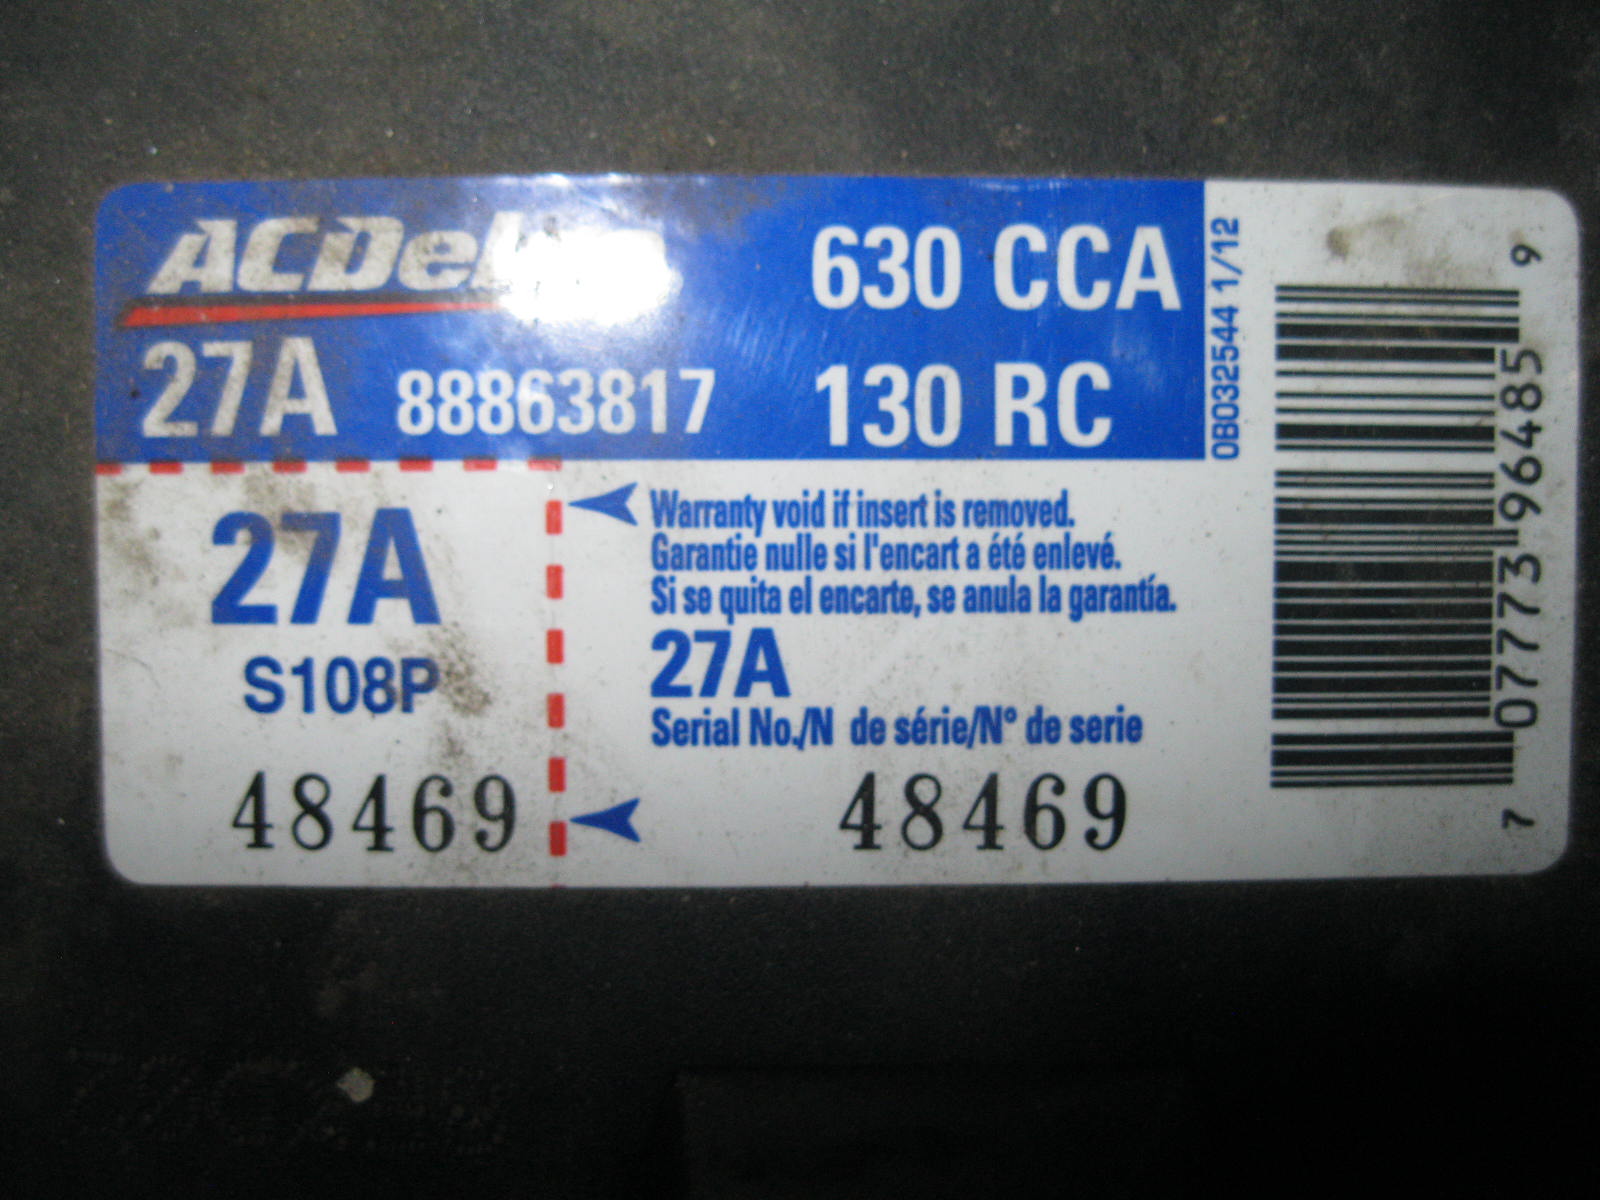 ACDelco
630 CCA
27A 88863817
130 RC
0B032544 1/12
27A
S108P
48469
Warranty void if insert is removed.
Garantie nulle si l'encart a été enlevé.
Si se quita el encarte, se anula la garantía.
27A
Serial No./N de série/N° de serie
48469
7 07773 96485 9